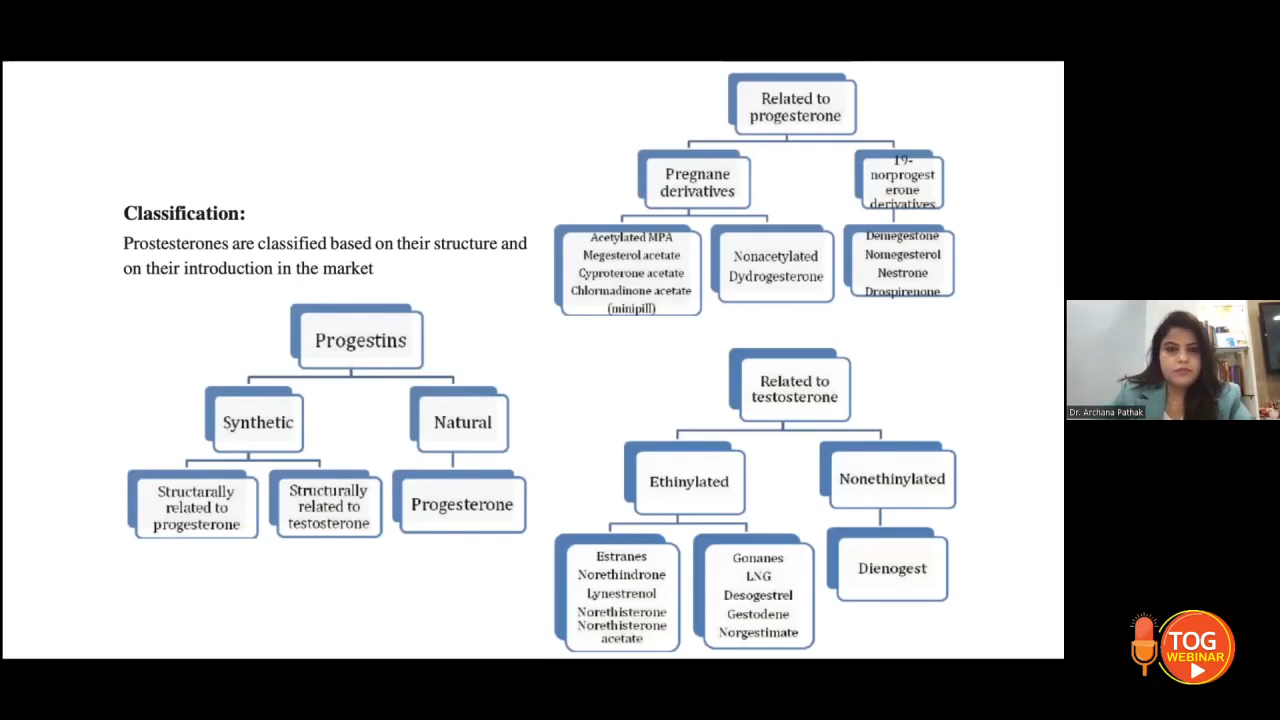 Classification:
Prostesterones are classified based on their structure and
on their introduction in the market
Progestins
Synthetic
Natural
Structarally
related to
progesterone
Structurally
related to
testosterone
Progesterone
Related to
progesterone
Pregnane
derivatives
19-
norprogest
erone
derivatives
Acetylated MPA
Megesterol acetate
Cyproterone acetate
Chlormadinone acetate
(minipill)
Nonacetylated
Dydrogesterone
Demegestone
Nomegesterol
Nestrone
Drospirenone
Related to
testosterone
Ethinylated
Nonethinylated
Estranes
Norethindrone
Lynestrenol
Norethisterone
Norethisterone
acetate
Gonanes
LNG
Desogestrel
Gestodene
Norgestimate
Dienogest
Dr. Archana Pathak
TOG
WEBINAR